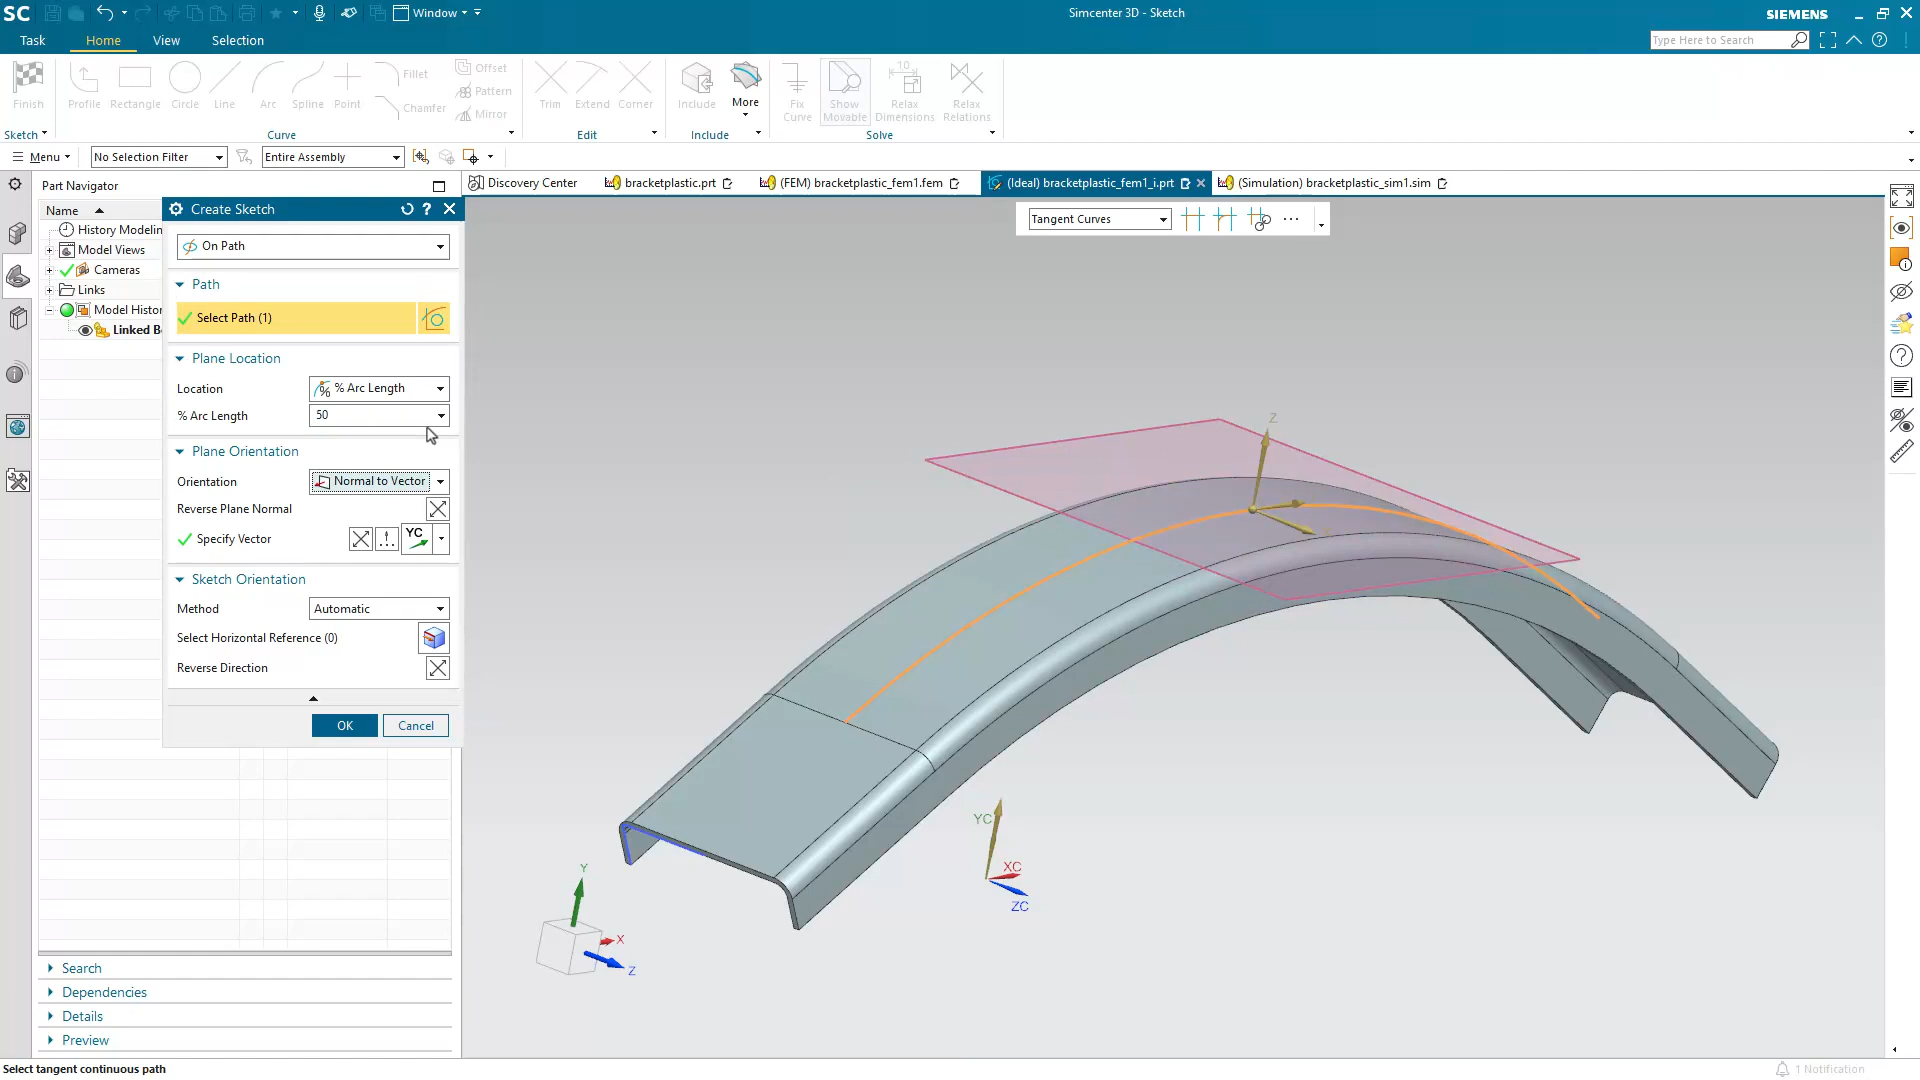 SC
Window
Simcenter 3D - Sketch
SIEMENS
Task
Home
View
Selection
Type Here to Search
Finish
Profile
Rectangle
Circle
Line
Arc
Spline
Point
Fillet
Chamfer
Offset
Pattern
Mirror
Trim
Extend
Corner
Include
More
Fix
Curve
Show
Movable
1.0
Relax
Dimensions
Relax
Relations
Sketch
Curve
Edit
Include
Solve
Menu
No Selection Filter
Entire Assembly
Part Navigator
Discovery Center
bracketplastic.prt
(FEM) bracketplastic_fem1.fem
(Ideal) bracketplastic_fem1_i.prt
(Simulation) bracketplastic_sim1.sim
Name
History Modelin
Model Views
Cameras
Links
Model Histor
Linked B
Create Sketch
On Path
Path
Select Path (1)
Plane Location
Location
% Arc Length
% Arc Length
50
Plane Orientation
Orientation
Normal to Vector
Reverse Plane Normal
Specify Vector
YC
Sketch Orientation
Method
Automatic
Select Horizontal Reference (0)
Reverse Direction
OK
Cancel
Tangent Curves
Z
YC
XC
ZC
Y
X
Z
Search
Dependencies
Details
Preview
Select tangent continuous path
1 Notification